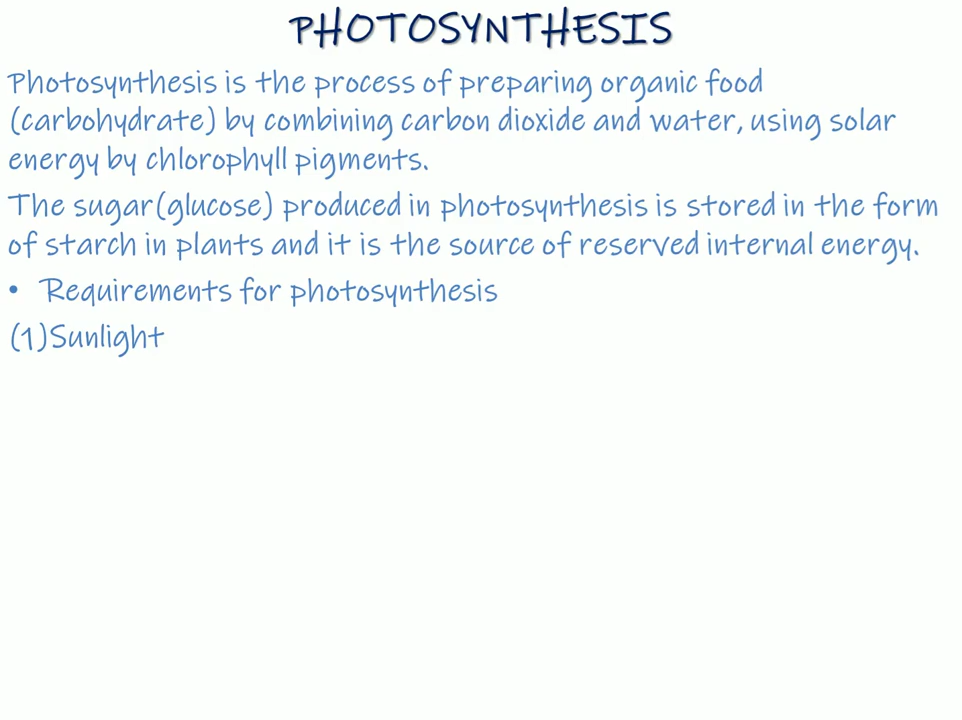 PHOTOSYNTHESIS
Photosynthesis is the process of preparing organic food
(carbohydrate) by combining carbon dioxide and water, using solar
energy by chlorophyll pigments.
The sugar(glucose) produced in photosynthesis is stored in the form
of starch in plants and it is the source of reserved internal energy.
• Requirements for photosynthesis
(1)Sunlight